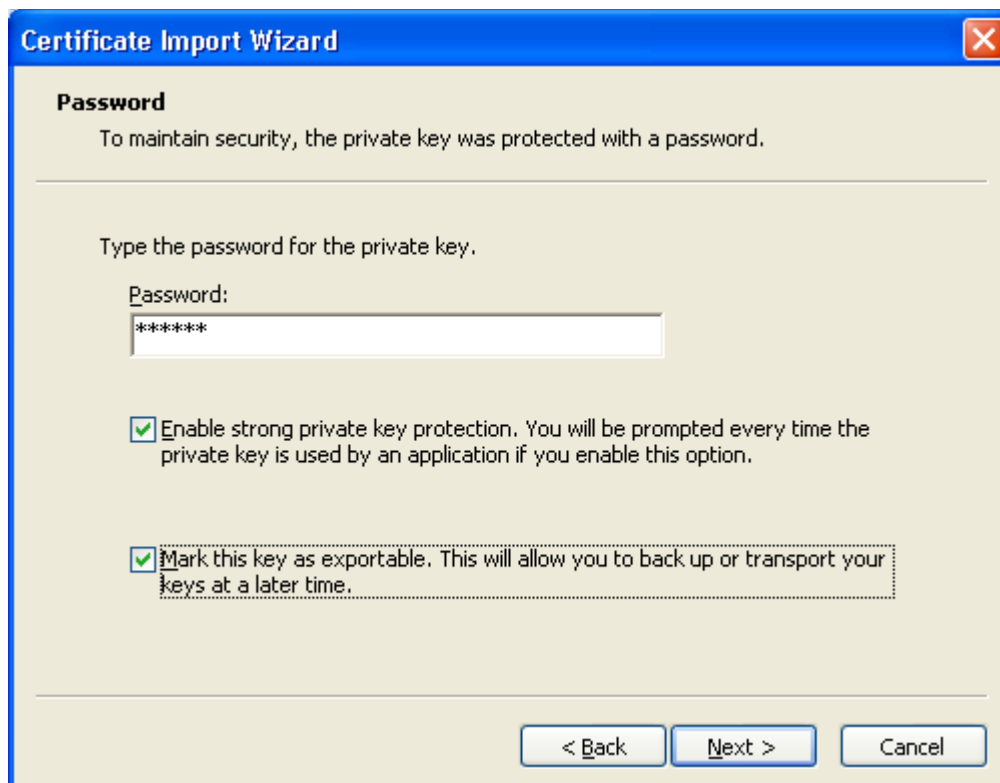 Certificate Import Wizard
Password
To maintain security, the private key was protected with a password.
Type the password for the private key.
Password:
******
Enable strong private key protection. You will be prompted every time the
private key is used by an application if you enable this option.
Mark this key as exportable. This will allow you to back up or transport your
keys at a later time.
< Back Next > Cancel